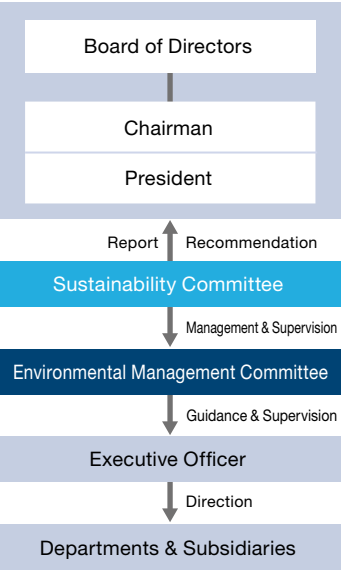 Board of Directors
Chairman
President
Report Recommendation
Sustainability Committee
Management & Supervision
Environmental Management Committee
Guidance & Supervision
Executive Officer
Direction
Departments & Subsidiaries